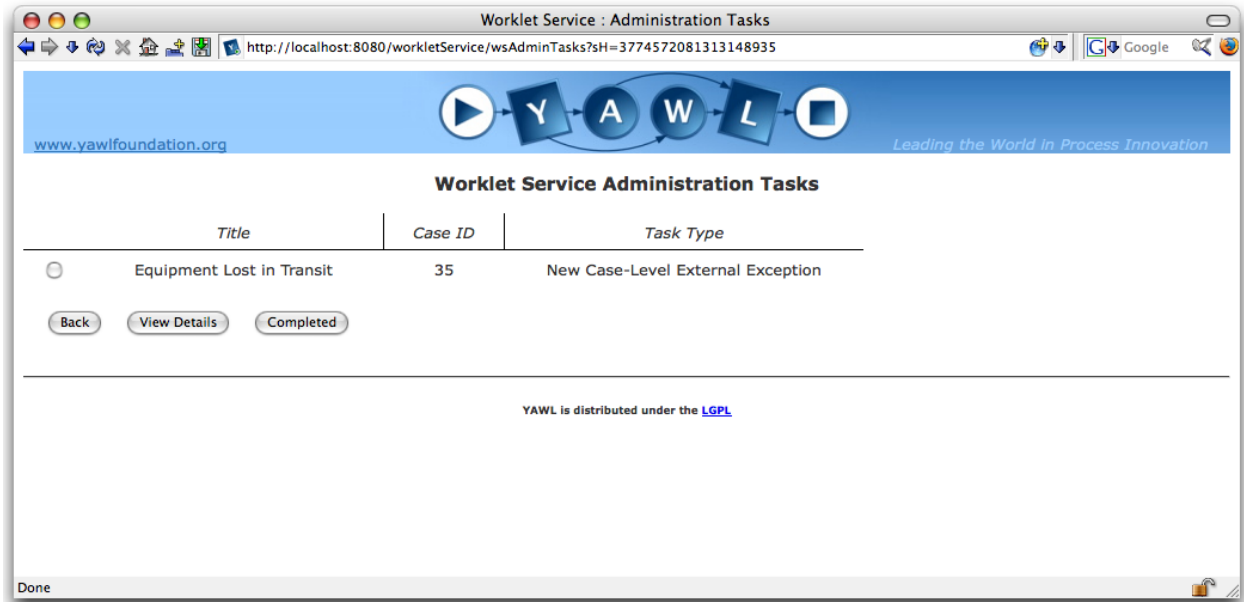 Worklet Service : Administration Tasks
http://localhost:8080/workletService/wsAdminTasks?sH=3774572081313148935
G Google
YAWL
www.yawlfoundation.org
Leading the World in Process Innovation
Worklet Service Administration Tasks
Title Case ID Task Type
Equipment Lost in Transit 35 New Case-Level External Exception
Back View Details Completed
YAWL is distributed under the LGPL
Done